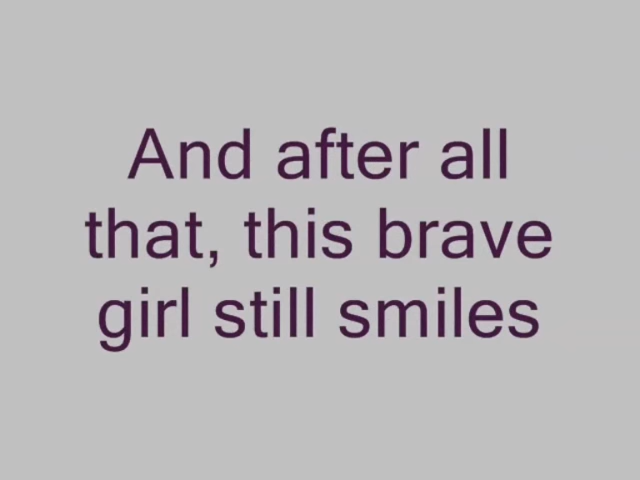 And after all
that, this brave
girl still smiles